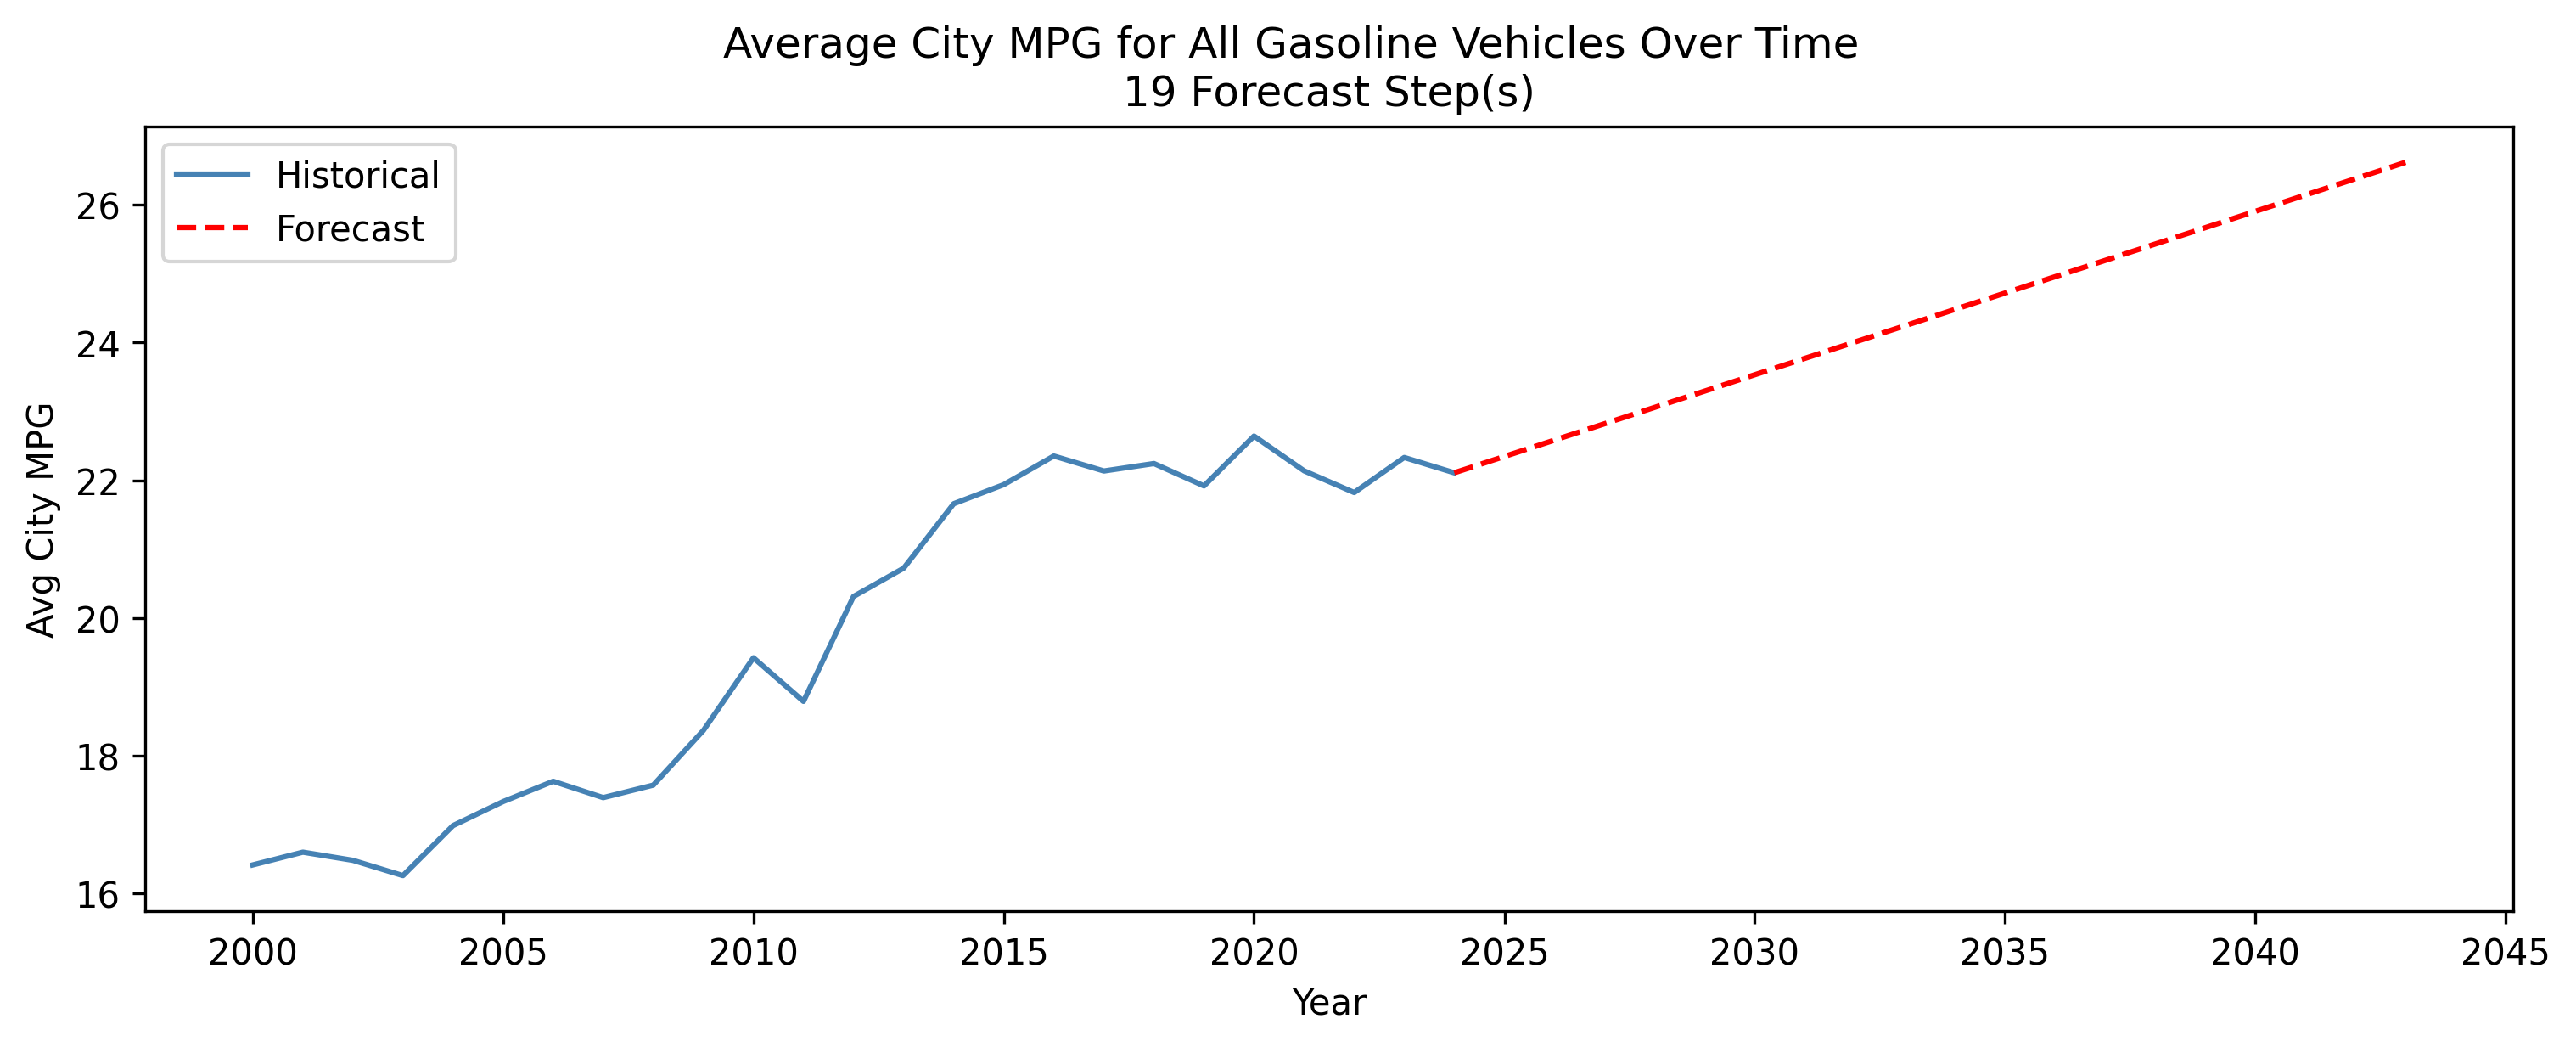 Average City MPG for All Gasoline Vehicles Over Time
19 Forecast Step(s)
Historical
Forecast
Avg City MPG
26
24
22
20
18
16
2000 2005 2010 2015 2020 2025 2030 2035 2040 2045
Year